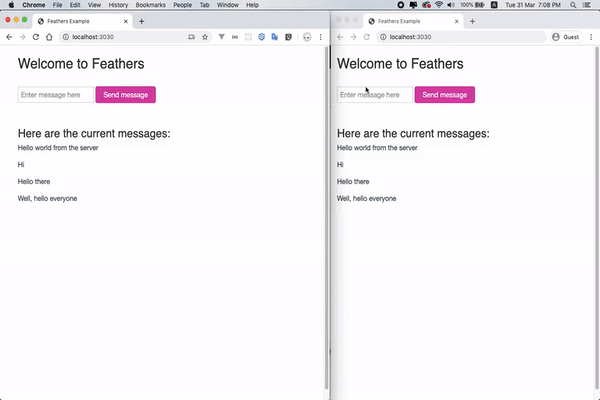 Chrome File Edit View History Bookmarks People Tab Window Help 100% Tue 31 Mar 7:08 PM
Feathers Example
localhost:3030
Welcome to Feathers
Enter message here Send message
Here are the current messages:
Hello world from the server
Hi
Hello there
Well, hello everyone
Feathers Example
localhost:3030 Guest
Welcome to Feathers
Enter message here Send message
Here are the current messages:
Hello world from the server
Hi
Hello there
Well, hello everyone